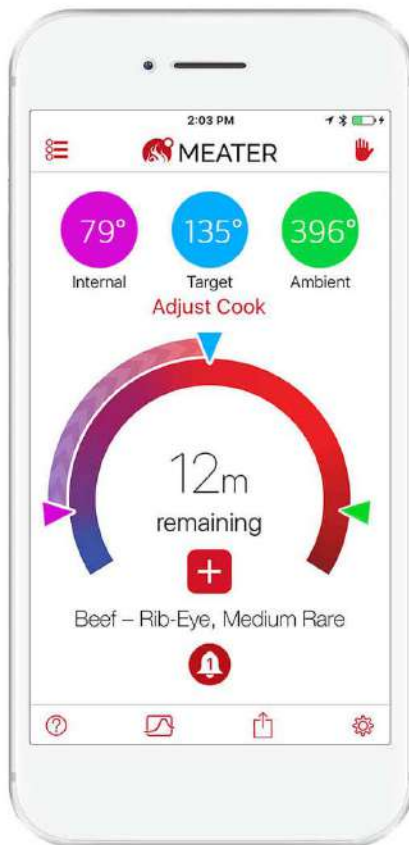 2:03 PM
MEATER
79° 135° 396°
Internal Target Ambient
Adjust Cook
12m
remaining
+
Beef – Rib-Eye, Medium Rare
1
?